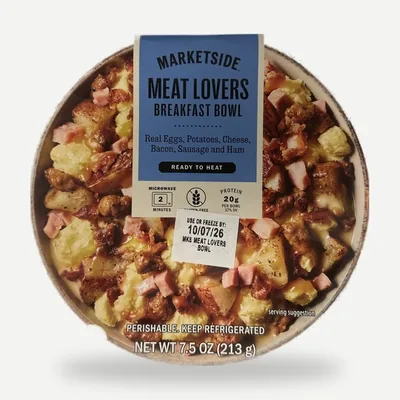 MARKETSIDE
MEAT LOVERS
BREAKFAST BOWL
Real Eggs, Potatoes, Cheese,
Bacon, Sausage and Ham
READY TO HEAT
MICROWAVE
2
MINUTES
PROTEIN
20g
PER BOWL
USE OR FREEZE BY:
10/07/26
MKS MEAT LOVERS
BOWL
serving suggestion
PERISHABLE. KEEP REFRIGERATED
NET WT 7.5 OZ (213 g)